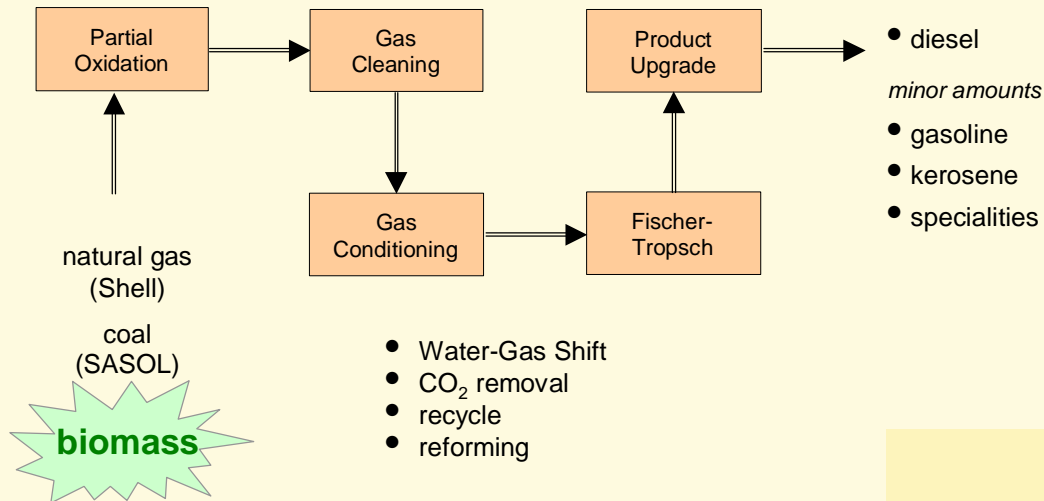 Partial
Oxidation
Gas
Cleaning
Product
Upgrade
• diesel
minor amounts
• gasoline
• kerosene
• specialities
Gas
Conditioning
Fischer-
Tropsch
natural gas
(Shell)
coal
(SASOL)
biomass
• Water-Gas Shift
• CO₂ removal
• recycle
• reforming